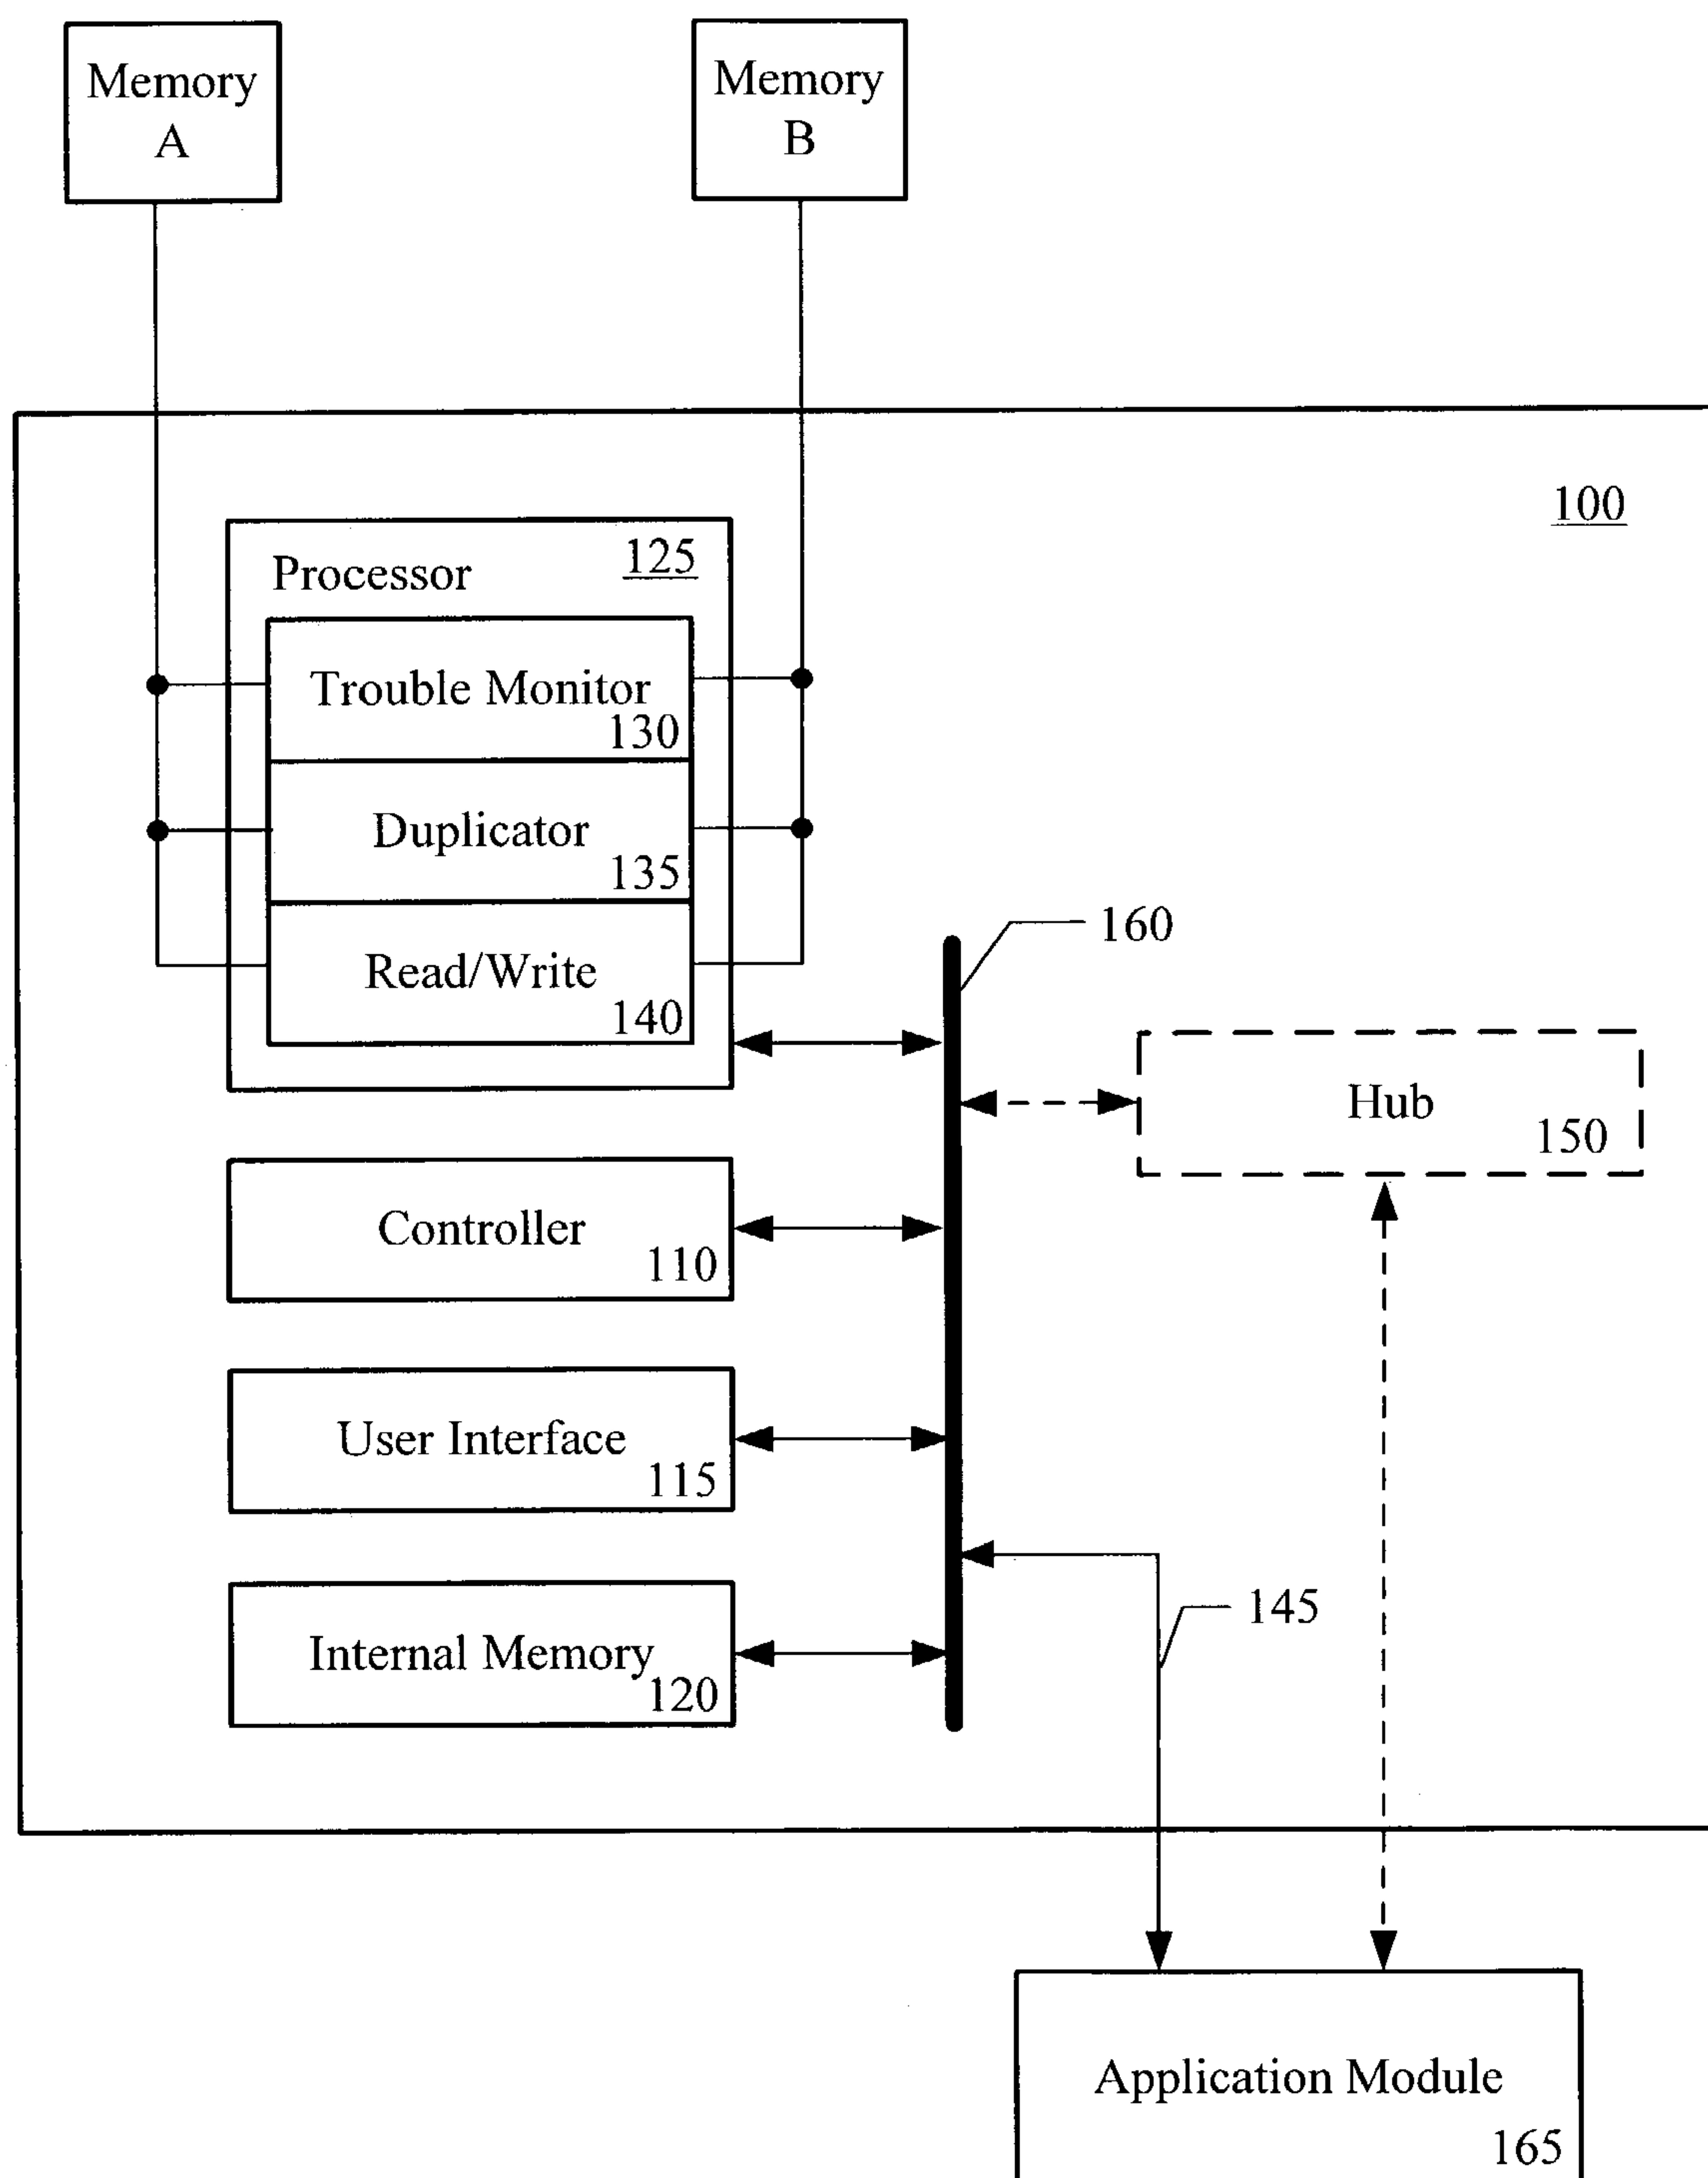 Memory
A
Memory
B
100
Processor
125
Trouble Monitor
130
Duplicator
135
Read/Write
140
160
Hub
150
Controller
110
User Interface
115
145
Internal Memory
120
Application Module
165